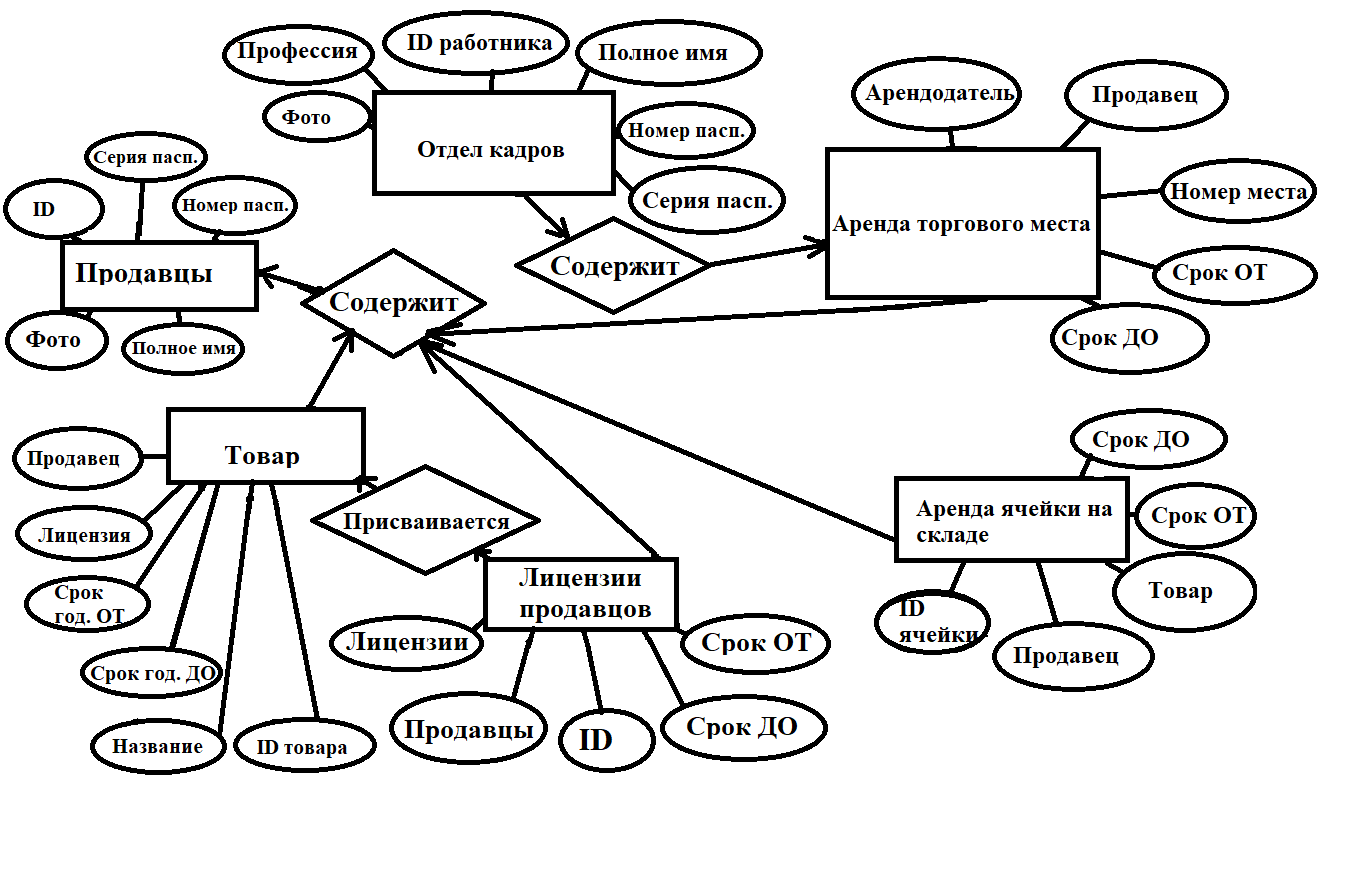 Профессия
ID работника
Полное имя
Фото
Отдел кадров
Номер пасп.
Серия пасп.
Арендодатель
Продавец
Аренда торгового места
Номер места
Срок ОТ
Срок ДО
Содержит
Серия пасп.
ID
Номер пасп.
Продавцы
Фото
Полное имя
Содержит
Товар
Продавец
Лицензия
Срок
год. ОТ
Срок год. ДО
Название
ID товара
Присваивается
Лицензии
продавцов
Лицензии
Продавцы
ID
Срок ДО
Срок ОТ
Аренда ячейки на
складе
Срок ДО
Срок ОТ
Товар
Продавец
ID
ячейки